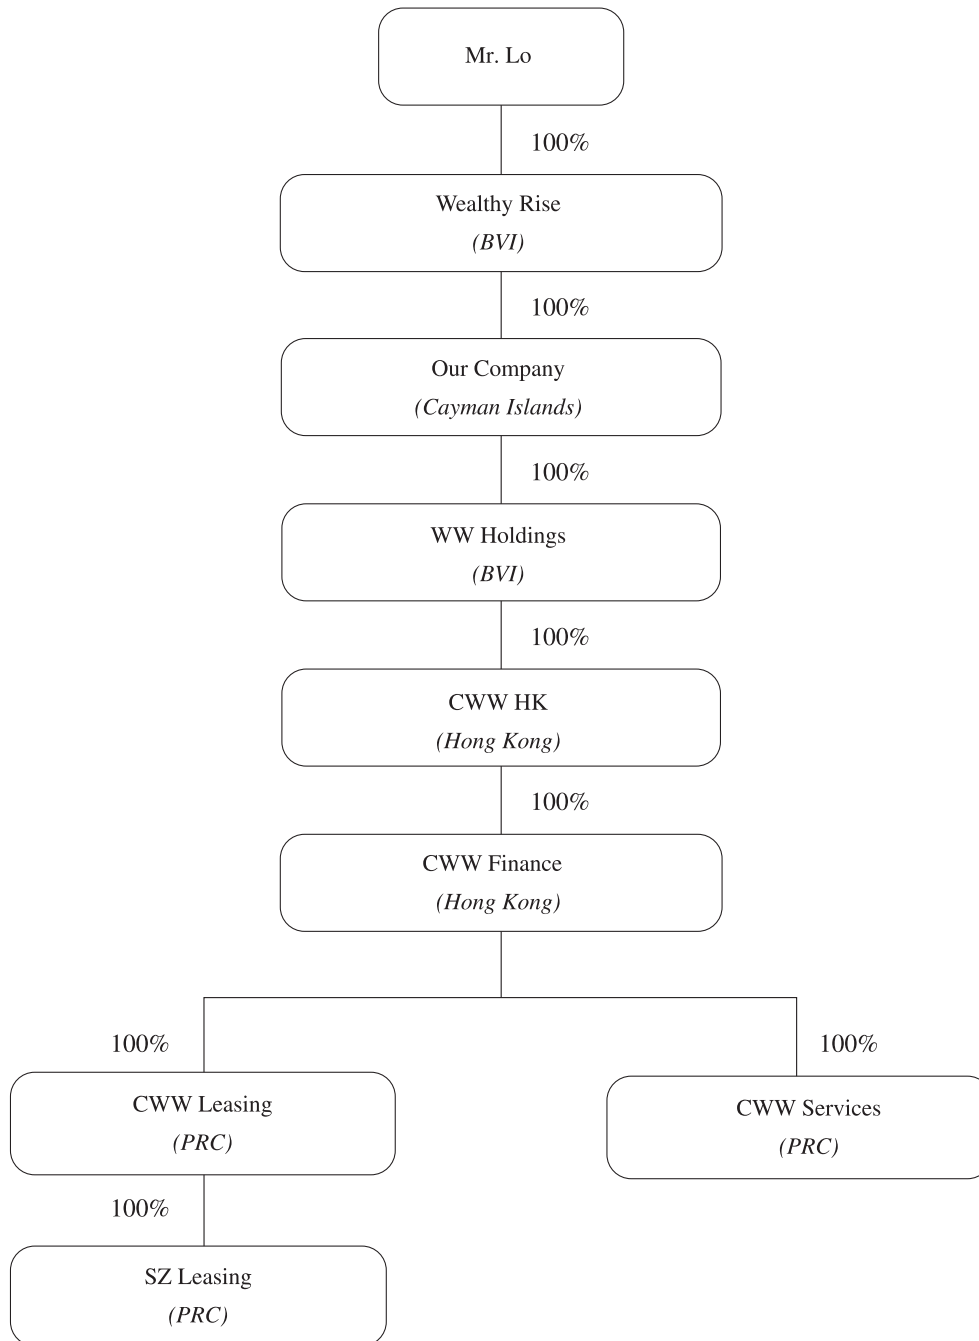 Mr. Lo
100%
Wealthy Rise
(BVI)
100%
Our Company
(Cayman Islands)
100%
WW Holdings
(BVI)
100%
CWW HK
(Hong Kong)
100%
CWW Finance
(Hong Kong)
100%
100%
CWW Leasing
(PRC)
CWW Services
(PRC)
100%
SZ Leasing
(PRC)